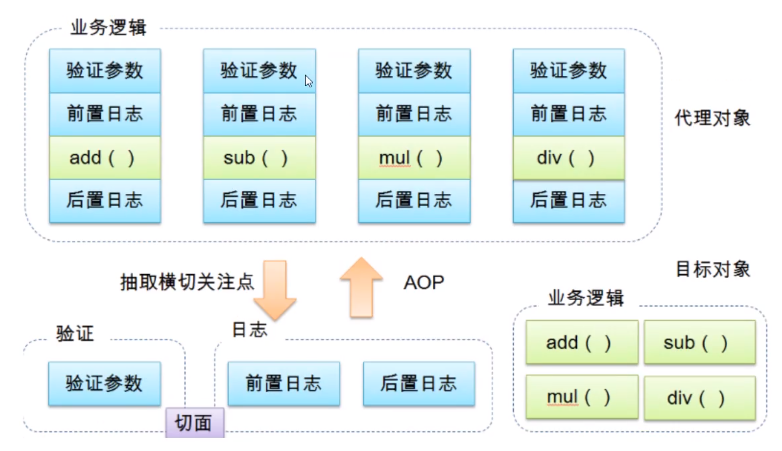 业务逻辑
验证参数 验证参数 验证参数 验证参数
前置日志 前置日志 前置日志 前置日志
add（ ） sub（ ） mul（ ） div（ ）
后置日志 后置日志 后置日志 后置日志
代理对象
抽取横切关注点
AOP
目标对象
验证
验证参数
日志
前置日志 后置日志
切面
业务逻辑
add（ ） sub（ ）
mul（ ） div（ ）